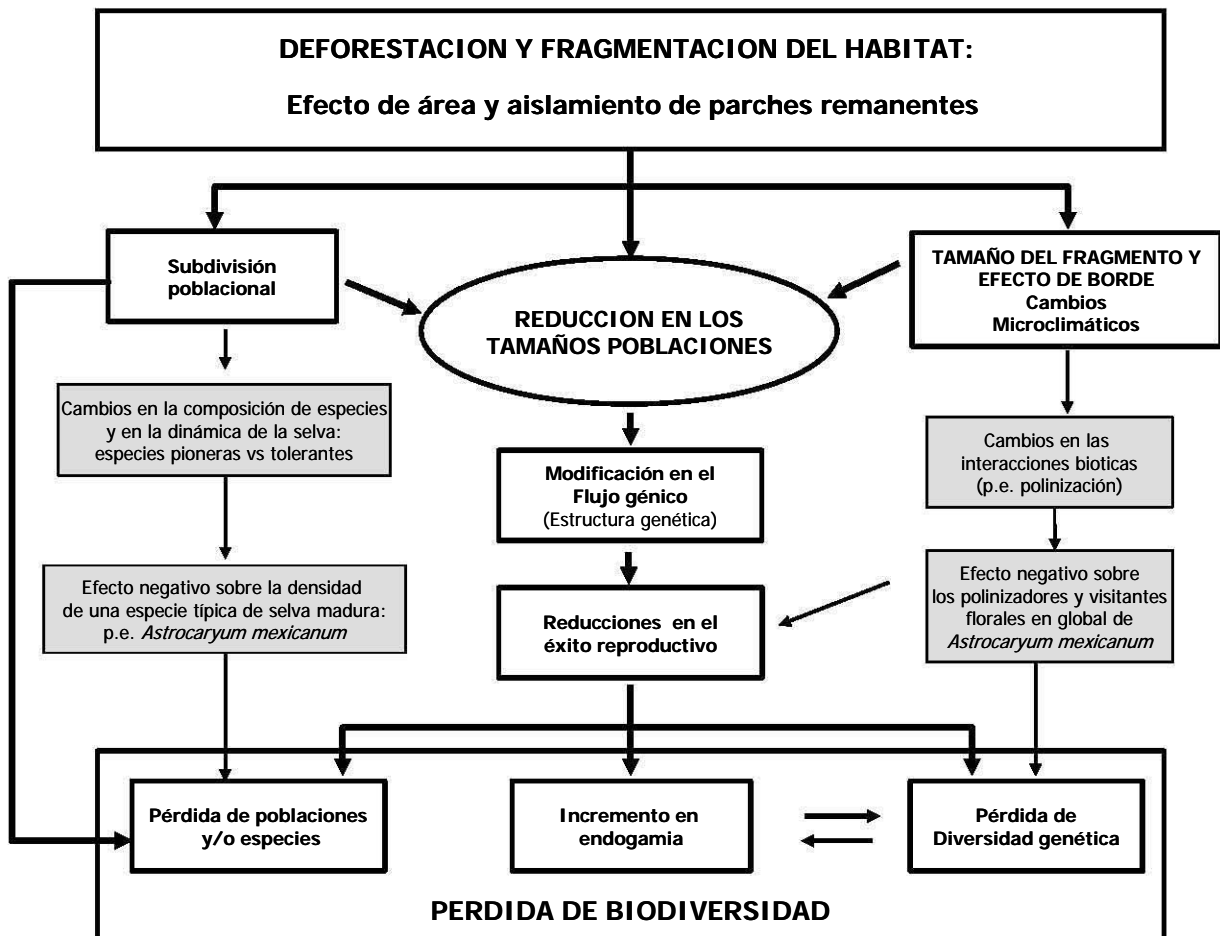 DEFORESTACION Y FRAGMENTACION DEL HABITAT:
Efecto de área y aislamiento de parches remanentes
Subdivisión
poblacional
REDUCCION EN LOS
TAMAÑOS POBLACIONES
TAMAÑO DEL FRAGMENTO Y
EFECTO DE BORDE
Cambios
Microclimáticos
Cambios en la composición de especies
y en la dinámica de la selva:
especies pioneras vs tolerantes
Modificación en el
Flujo génico
(Estructura genética)
Cambios en las
interacciones bioticas
(p.e. polinización)
Efecto negativo sobre la densidad
de una especie típica de selva madura:
p.e. Astrocaryum mexicanum
Reducciones en el
éxito reproductivo
Efecto negativo sobre
los polinizadores y visitantes
florales en global de
Astrocaryum mexicanum
Pérdida de poblaciones
y/o especies
Incremento en
endogamia
Pérdida de
Diversidad genética
PERDIDA DE BIODIVERSIDAD